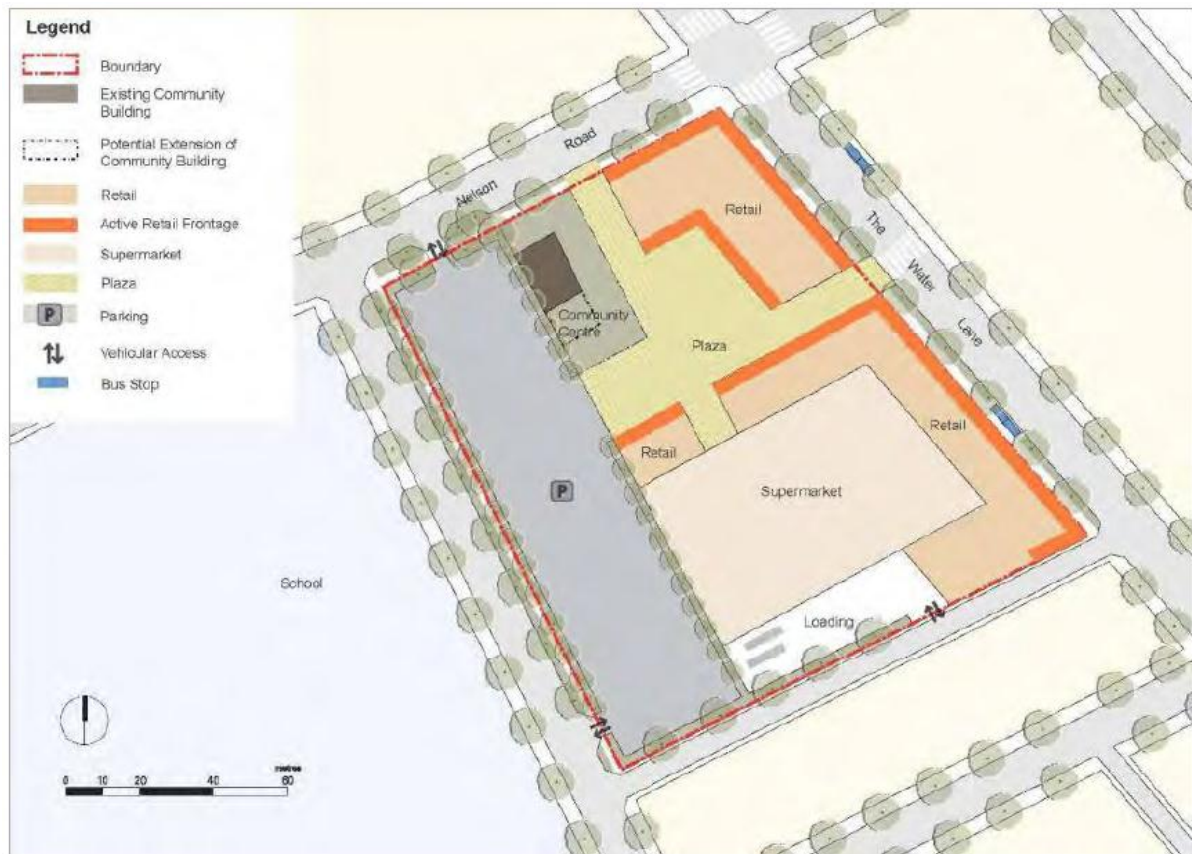 Legend
Boundary
Existing Community
Building
Potential Extension of
Community Building
Retail
Active Retail Frontage
Supermarket
Plaza
P
Parking
Vehicular Access
Bus Stop
Nelson Road
Retail
The Water Lane
Community
Centre
Plaza
Retail
Retail
Supermarket
P
School
Loading
metres
0 10 20 40 60